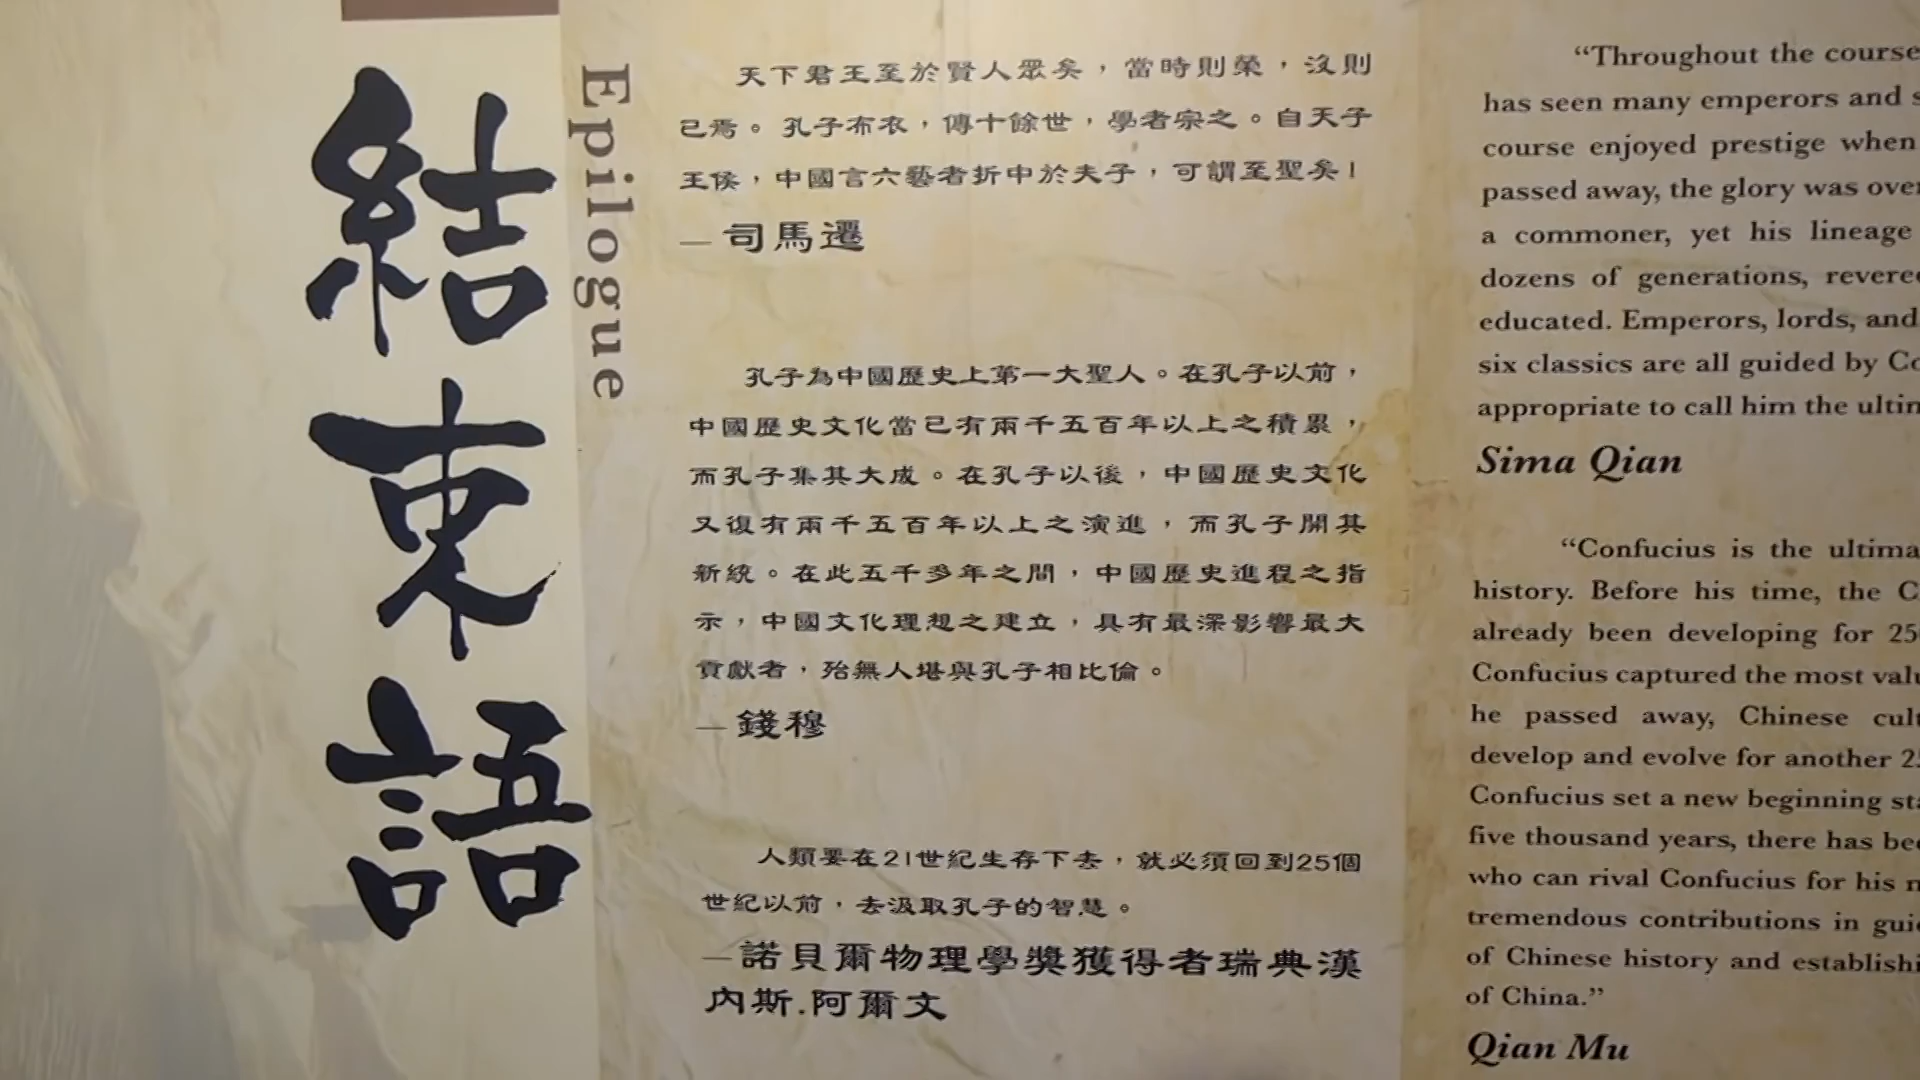 結束語
Epilogue
天下君王至於賢人眾矣，當時則榮，沒則
已焉。孔子布衣，傳十餘世，學者宗之。自天子
王侯，中國言六藝者折中於夫子，可謂至聖矣！
—司馬遷
孔子為中國歷史上第一大聖人。在孔子以前，
中國歷史文化當已有兩千五百年以上之積累，
而孔子集其大成。在孔子以後，中國歷史文化
又復有兩千五百年以上之演進，而孔子開其
新統。在此五千多年之間，中國歷史進程之指
示，中國文化理想之建立，具有最深影響最大
貢獻者，殆無人堪與孔子相比倫。
—錢穆
人類要在21世紀生存下去，就必須回到25個
世紀以前，去汲取孔子的智慧。
—諾貝爾物理學獎獲得者瑞典漢
內斯.阿爾文
“Throughout the course
has seen many emperors and
course enjoyed prestige when
passed away, the glory was over
a commoner, yet his lineage
dozens of generations, revere
educated. Emperors, lords, and
six classics are all guided by Co
appropriate to call him the ultim
Sima Qian
“Confucius is the ultima
history. Before his time, the C
already been developing for 25
Confucius captured the most valu
he passed away, Chinese cult
develop and evolve for another 25
Confucius set a new beginning sta
five thousand years, there has bee
who can rival Confucius for his
tremendous contributions in gui
of Chinese history and establishi
of China.”
Qian Mu